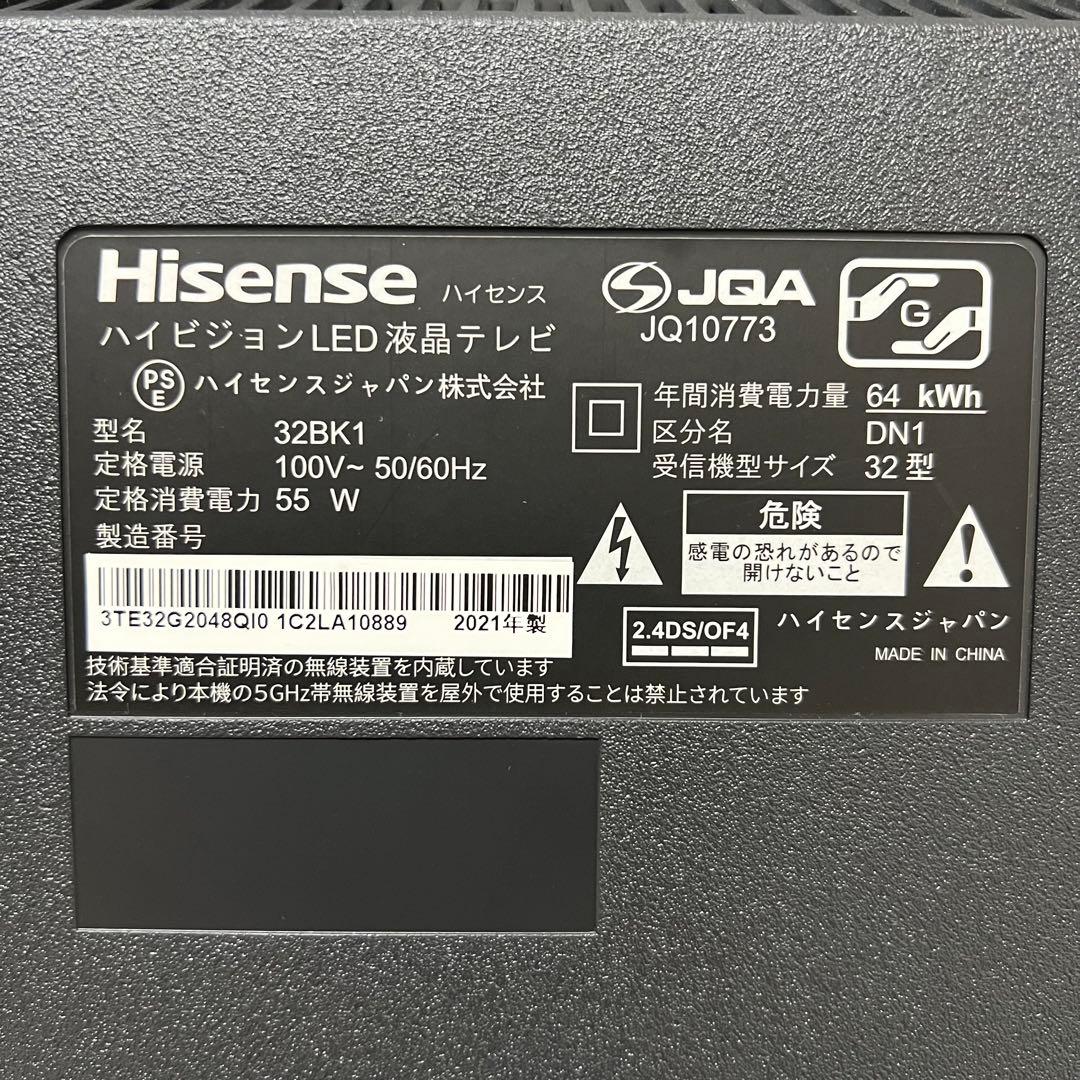 Hisense ハイセンス
ハイビジョンLED液晶テレビ
PSE ハイセンスジャパン株式会社
型名 32BK1
定格電源 100V~ 50/60Hz
定格消費電力 55 W
製造番号
3TE32G2048QI0 1C2LA10889 2021年製
JQA
JQ10773
G
年間消費電力量 64 kWh
区分名 DN1
受信機型サイズ 32型
危険
感電の恐れがあるので
開けないこと
2.4DS/OF4
ハイセンスジャパン
MADE IN CHINA
技術基準適合証明済の無線装置を内蔵しています
法令により本機の5GHz帯無線装置を屋外で使用することは禁止されています